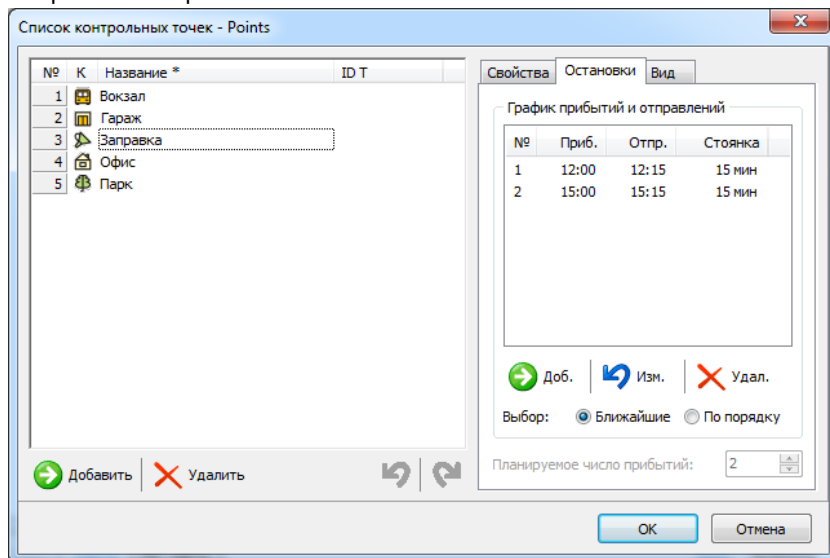 Список контрольных точек - Points
№ К Название * ID T
1 Вокзал
2 Гараж
3 Заправка
4 Офис
5 Парк
Добавить Удалить
Свойства Остановки Вид
График прибытий и отправлений
№ Приб. Отпр. Стоянка
1 12:00 12:15 15 мин
2 15:00 15:15 15 мин
Доб. Изм. Удал.
Выбор: Ближайшие По порядку
Планируемое число прибытий: 2
ОК Отмена